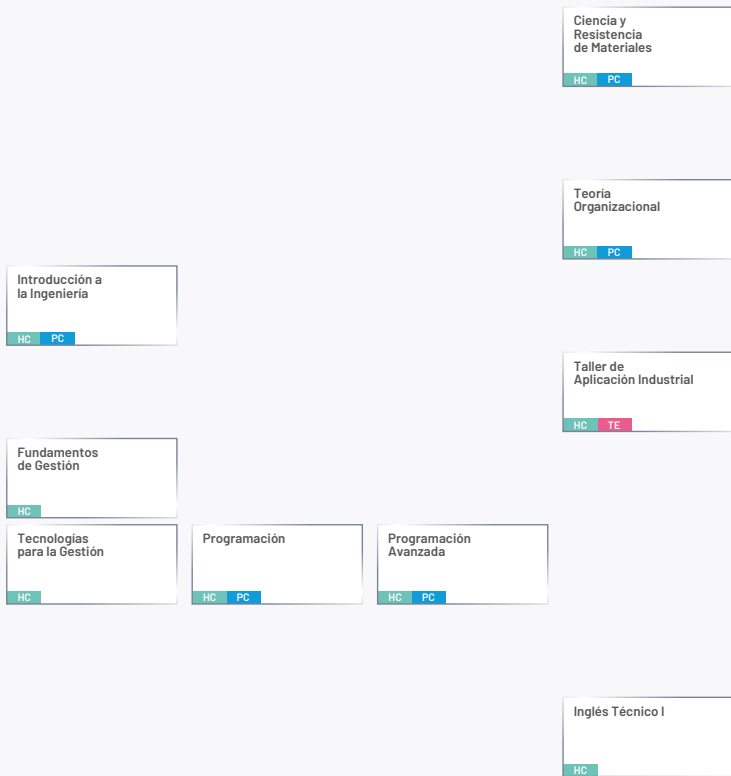 Ciencia y
Resistencia
de Materiales
HC PC
Teoría
Organizacional
HC PC
Introducción a
la Ingeniería
HC PC
Taller de
Aplicación Industrial
HC TE
Fundamentos
de Gestión
HC
Tecnologías
para la Gestión
HC
Programación
HC PC
Programación
Avanzada
HC PC
Inglés Técnico I
HC